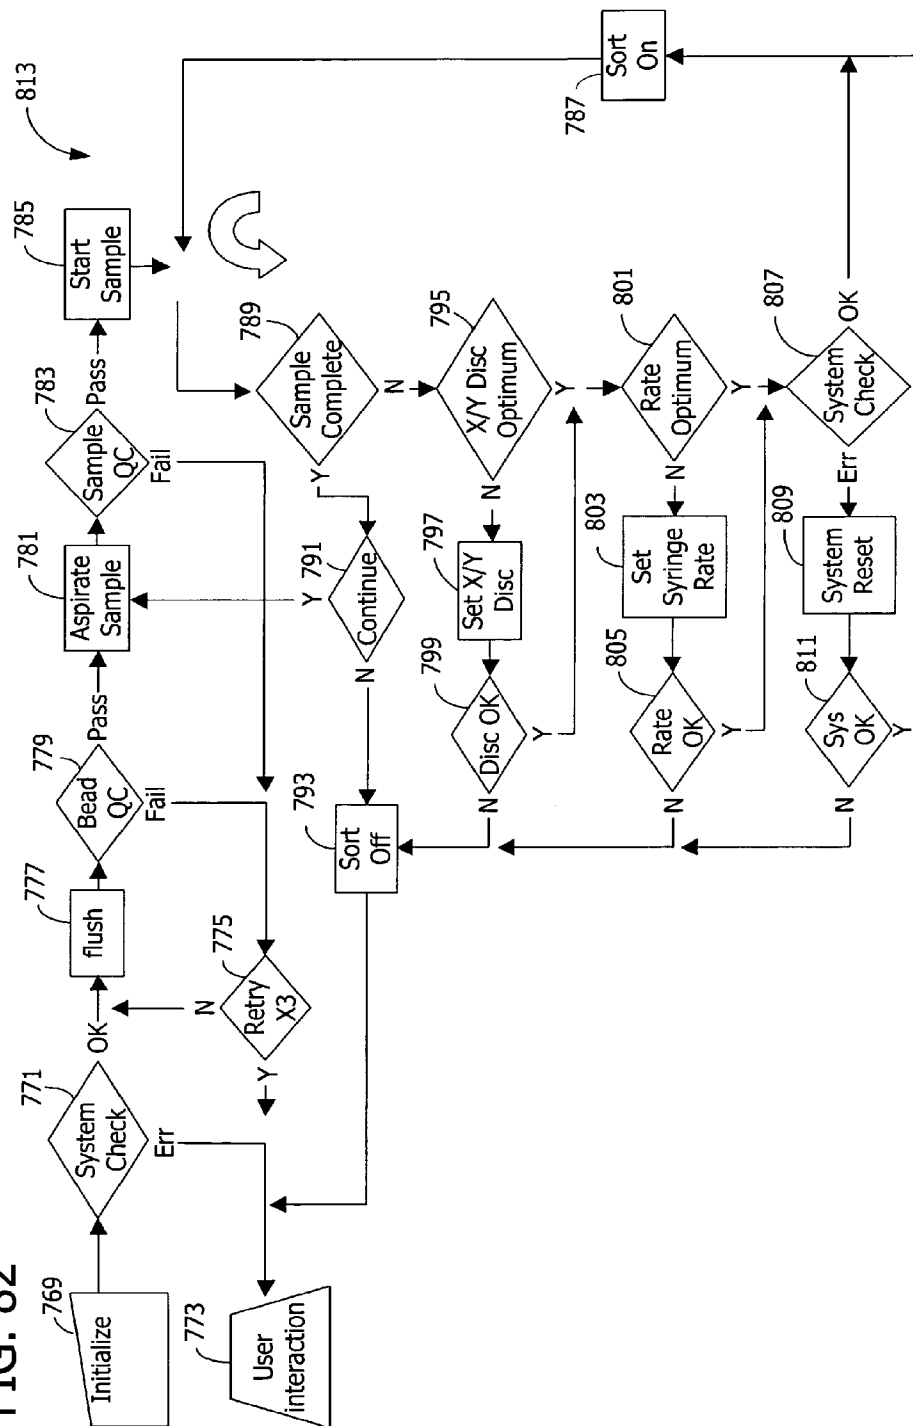 FIG. 82
769
Initialize
771
System
Check
OK
Err
777
flush
779
Bead
QC
Pass
Fail
781
Aspirate
Sample
783
Sample
QC
Pass
Fail
785
Start
Sample
813
773
User
interaction
775
Retry
X3
N
Y
789
Sample
Complete
Y
N
791
Continue
Y
N
793
Sort
Off
787
Sort
On
795
X/Y Disc
Optimum
N
Y
797
Set X/Y
Disc
799
Disc OK
Y
N
801
Rate
Optimum
N
Y
803
Set
Syringe
Rate
805
Rate
OK
Y
N
807
System
Check
OK
Err
809
System
Reset
811
Sys
OK
Y
N